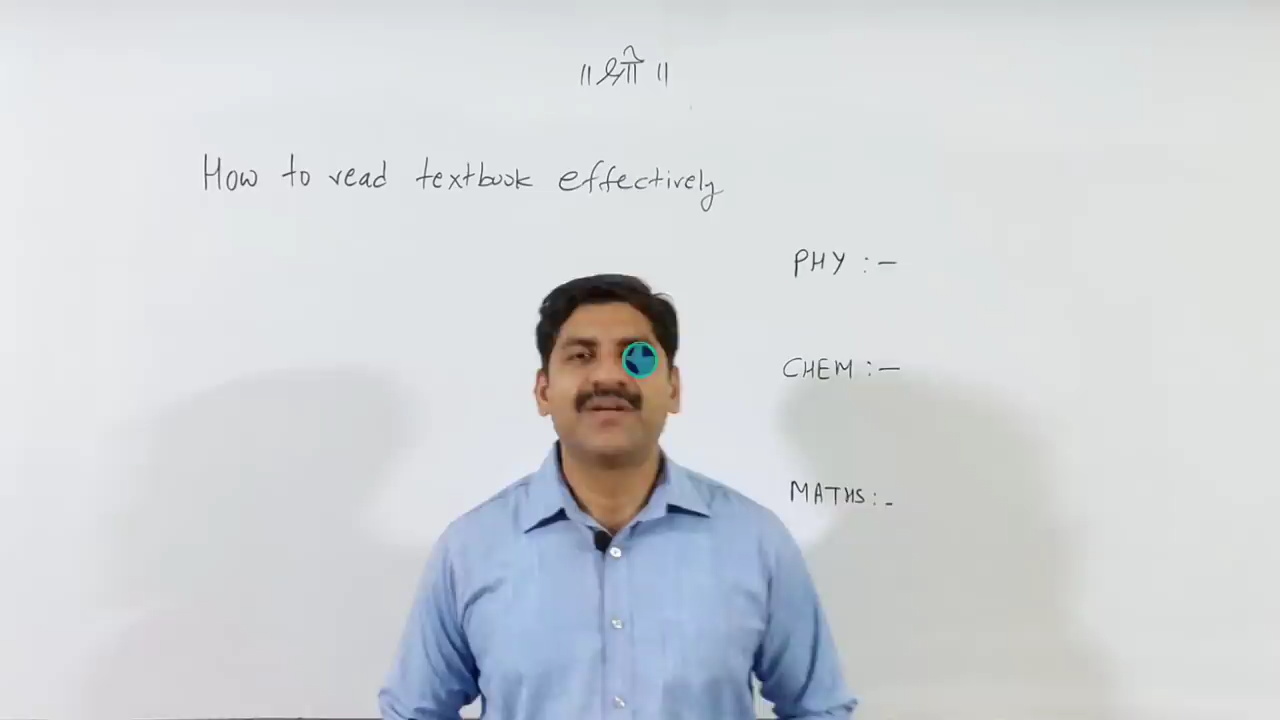 ॥ श्री ॥
How to read textbook effectively
PHY :-
CHEM :-
MATHS :-